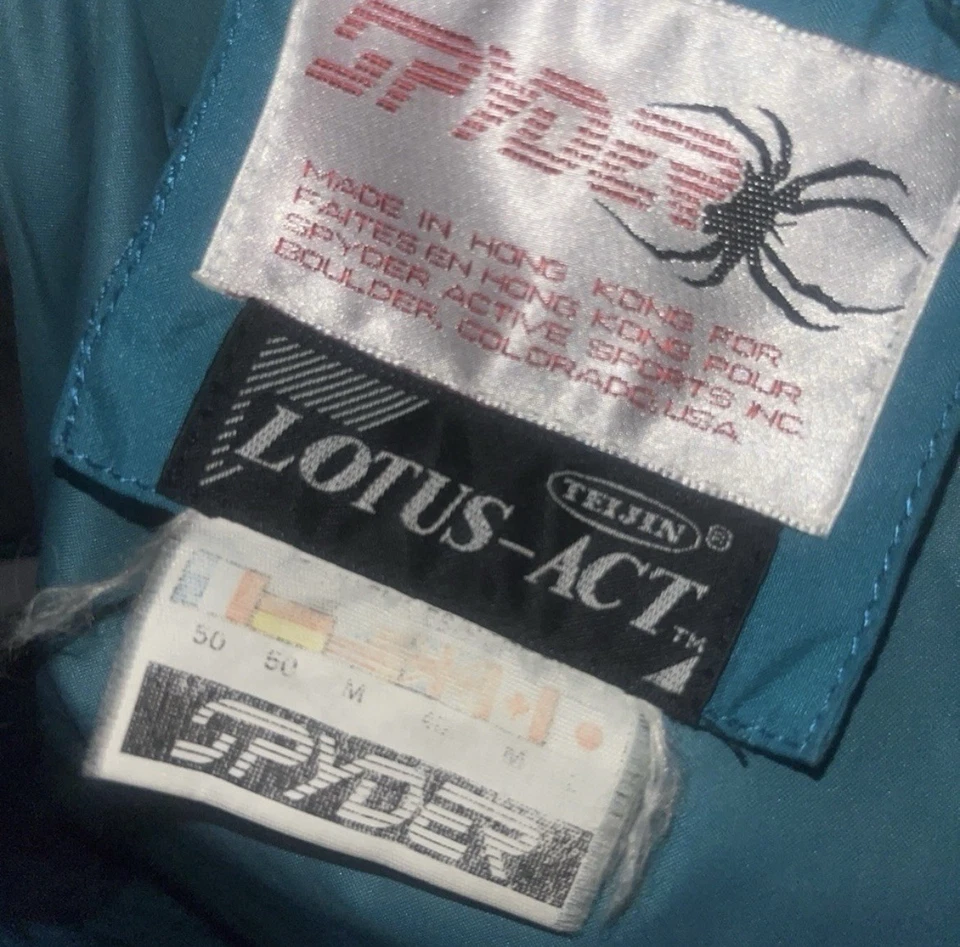 SPYDER
MADE IN HONG KONG FOR
FAITES EN HONG KONG POUR
SPYDER ACTIVE SPORTS INC.
BOULDER, COLORADO, USA
TEIJIN ®
LOTUS-ACT™
50 50 M M
SPYDER